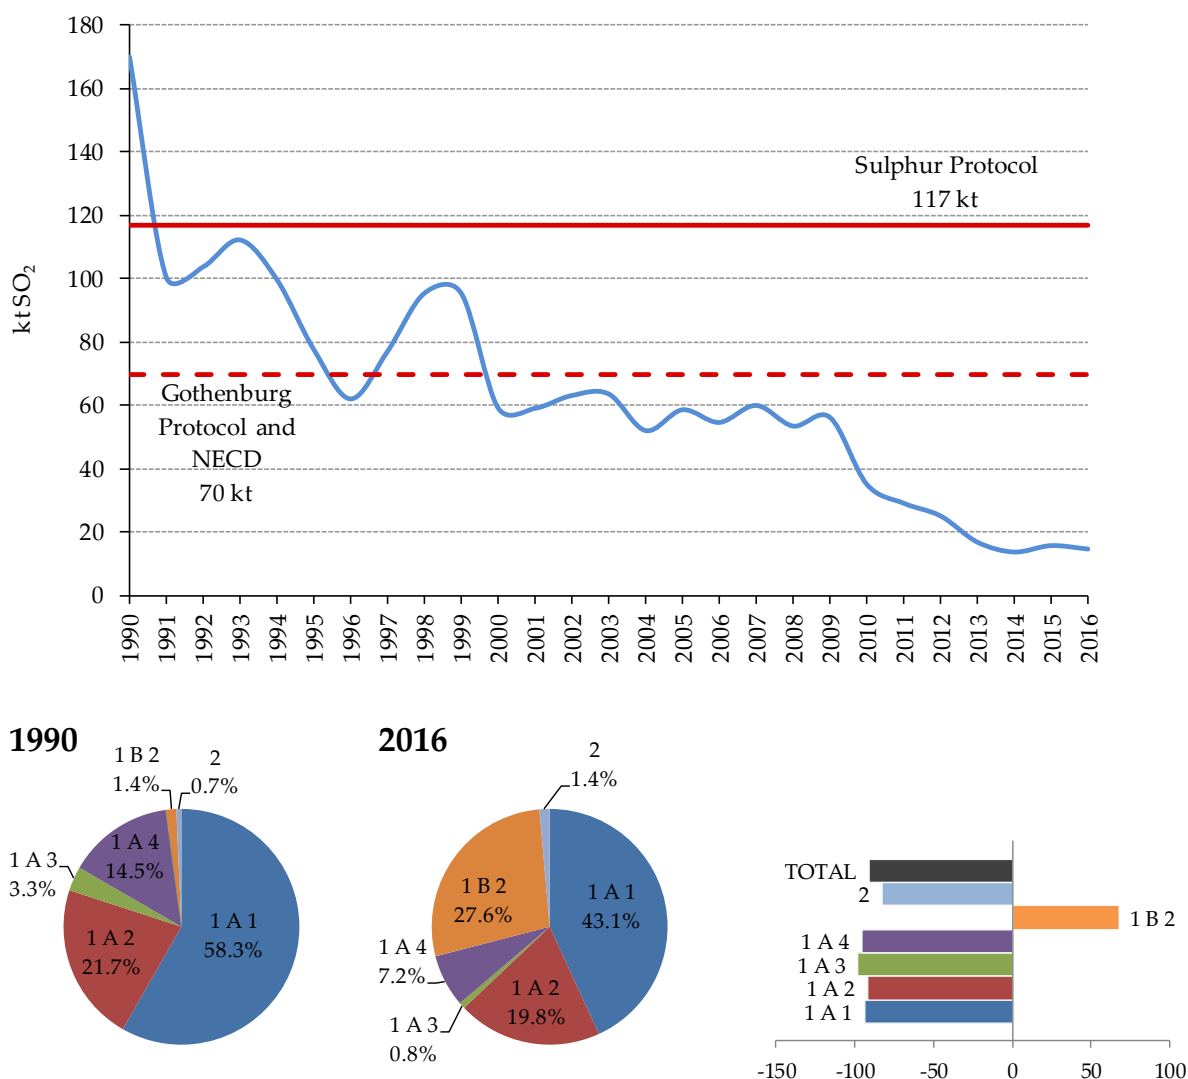 180
160
140
120
100
80
60
40
20
0
kt SO2
Sulphur Protocol
117 kt
Gothenburg
Protocol and
NECD
70 kt
1990
1991
1992
1993
1994
1995
1996
1997
1998
1999
2000
2001
2002
2003
2004
2005
2006
2007
2008
2009
2010
2011
2012
2013
2014
2015
2016
1990
1 B 2
1.4%
2
0.7%
1 A 4
14.5%
1 A 3
3.3%
1 A 1
58.3%
1 A 2
21.7%
2016
2
1.4%
1 B 2
27.6%
1 A 1
43.1%
1 A 4
7.2%
1 A 2
19.8%
1 A 3
0.8%
TOTAL
2
1 B 2
1 A 4
1 A 3
1 A 2
1 A 1
-150
-100
-50
0
50
100